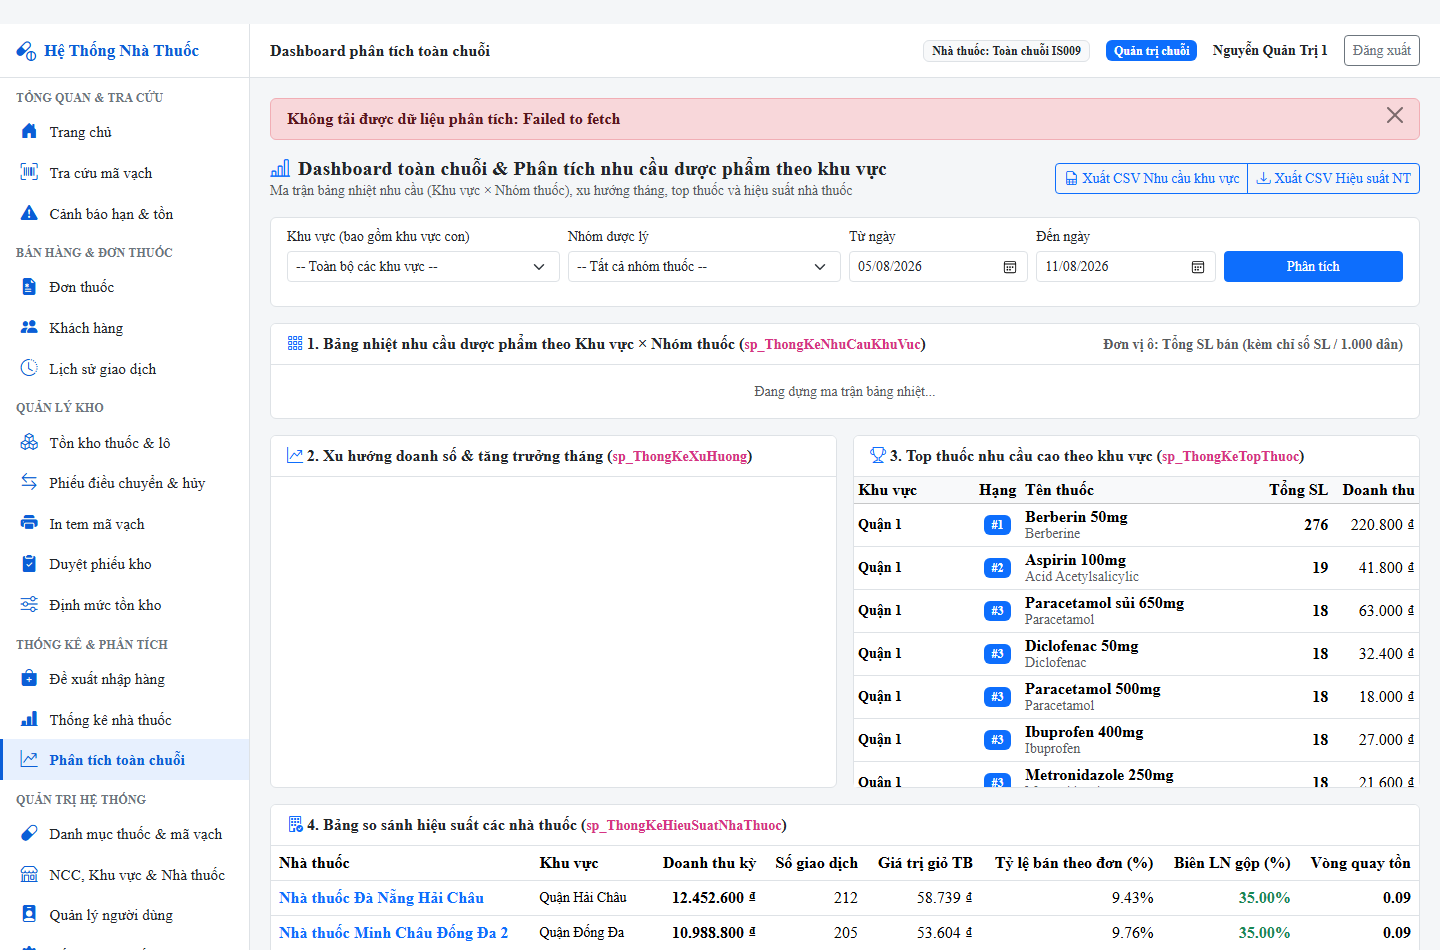 Hệ Thống Nhà Thuốc
Dashboard phân tích toàn chuỗi
Nhà thuốc: Toàn chuỗi IS009
Quản trị chuỗi
Nguyễn Quản Trị 1
Đăng xuất
TỔNG QUAN & TRA CỨU
Trang chủ
Tra cứu mã vạch
Cảnh báo hạn & tồn
BÁN HÀNG & ĐƠN THUỐC
Đơn thuốc
Khách hàng
Lịch sử giao dịch
QUẢN LÝ KHO
Tồn kho thuốc & lô
Phiếu điều chuyển & hủy
In tem mã vạch
Duyệt phiếu kho
Định mức tồn kho
THỐNG KÊ & PHÂN TÍCH
Đề xuất nhập hàng
Thống kê nhà thuốc
Phân tích toàn chuỗi
QUẢN TRỊ HỆ THỐNG
Danh mục thuốc & mã vạch
NCC, Khu vực & Nhà thuốc
Quản lý người dùng
Không tải được dữ liệu phân tích: Failed to fetch
Dashboard toàn chuỗi & Phân tích nhu cầu dược phẩm theo khu vực
Ma trận bảng nhiệt nhu cầu (Khu vực × Nhóm thuốc), xu hướng tháng, top thuốc và hiệu suất nhà thuốc
Xuất CSV Nhu cầu khu vực
Xuất CSV Hiệu suất NT
Khu vực (bao gồm khu vực con)
-- Toàn bộ các khu vực --
Nhóm dược lý
-- Tất cả nhóm thuốc --
Từ ngày
05/08/2026
Đến ngày
11/08/2026
Phân tích
1. Bảng nhiệt nhu cầu dược phẩm theo Khu vực × Nhóm thuốc (sp_ThongKeNhuCauKhuVuc)
Đơn vị ô: Tổng SL bán (kèm chỉ số SL / 1.000 dân)
Đang dựng ma trận bảng nhiệt...
2. Xu hướng doanh số & tăng trưởng tháng (sp_ThongKeXuHuong)
3. Top thuốc nhu cầu cao theo khu vực (sp_ThongKeTopThuoc)
Khu vực Hạng Tên thuốc Tổng SL Doanh thu
Quận 1 #1 Berberin 50mg 276 220.800 ₫
Berberine
Quận 1 #2 Aspirin 100mg 19 41.800 ₫
Acid Acetylsalicylic
Quận 1 #3 Paracetamol sủi 650mg 18 63.000 ₫
Paracetamol
Quận 1 #3 Diclofenac 50mg 18 32.400 ₫
Diclofenac
Quận 1 #3 Paracetamol 500mg 18 18.000 ₫
Paracetamol
Quận 1 #3 Ibuprofen 400mg 18 27.000 ₫
Ibuprofen
Quận 1 #3 Metronidazole 250mg 18 21.600 ₫
4. Bảng so sánh hiệu suất các nhà thuốc (sp_ThongKeHieuSuatNhaThuoc)
Nhà thuốc Khu vực Doanh thu kỳ Số giao dịch Giá trị giỏ TB Tỷ lệ bán theo đơn (%) Biên LN gộp (%) Vòng quay tồn
Nhà thuốc Đà Nẵng Hải Châu Quận Hải Châu 12.452.600 ₫ 212 58.739 ₫ 9.43% 35.00% 0.09
Nhà thuốc Minh Châu Đống Đa 2 Quận Đống Đa 10.988.800 ₫ 205 53.604 ₫ 9.76% 35.00% 0.09